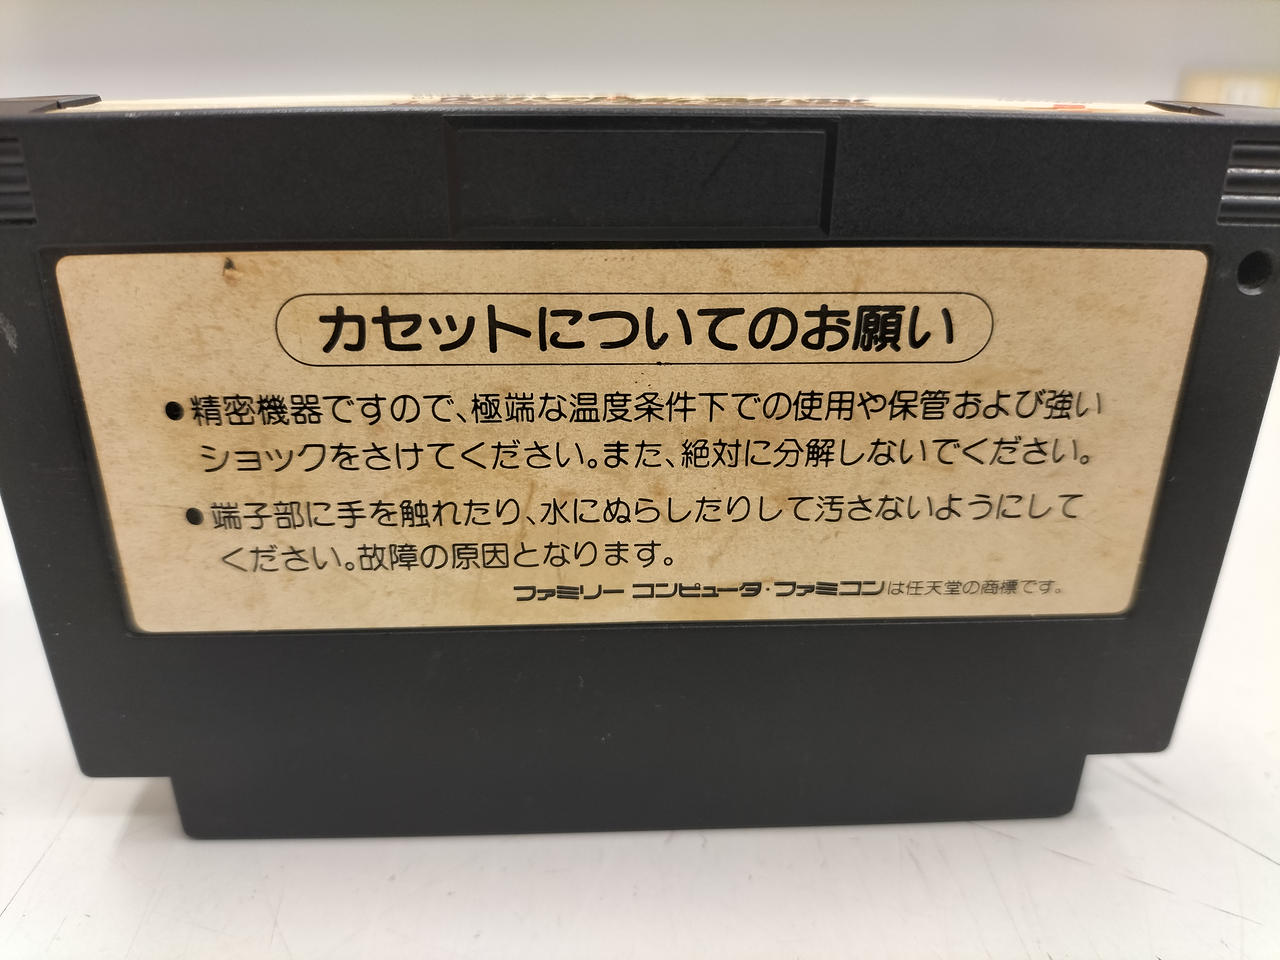 カセットについてのお願い
●精密機器ですので、極端な温度条件下での使用や保管および強い
ショックをさけてください。また、絶対に分解しないでください。
●端子部に手を触れたり、水にぬらしたりして汚さないようにして
ください。故障の原因となります。
ファミリーコンピュータ・ファミコンは任天堂の商標です。